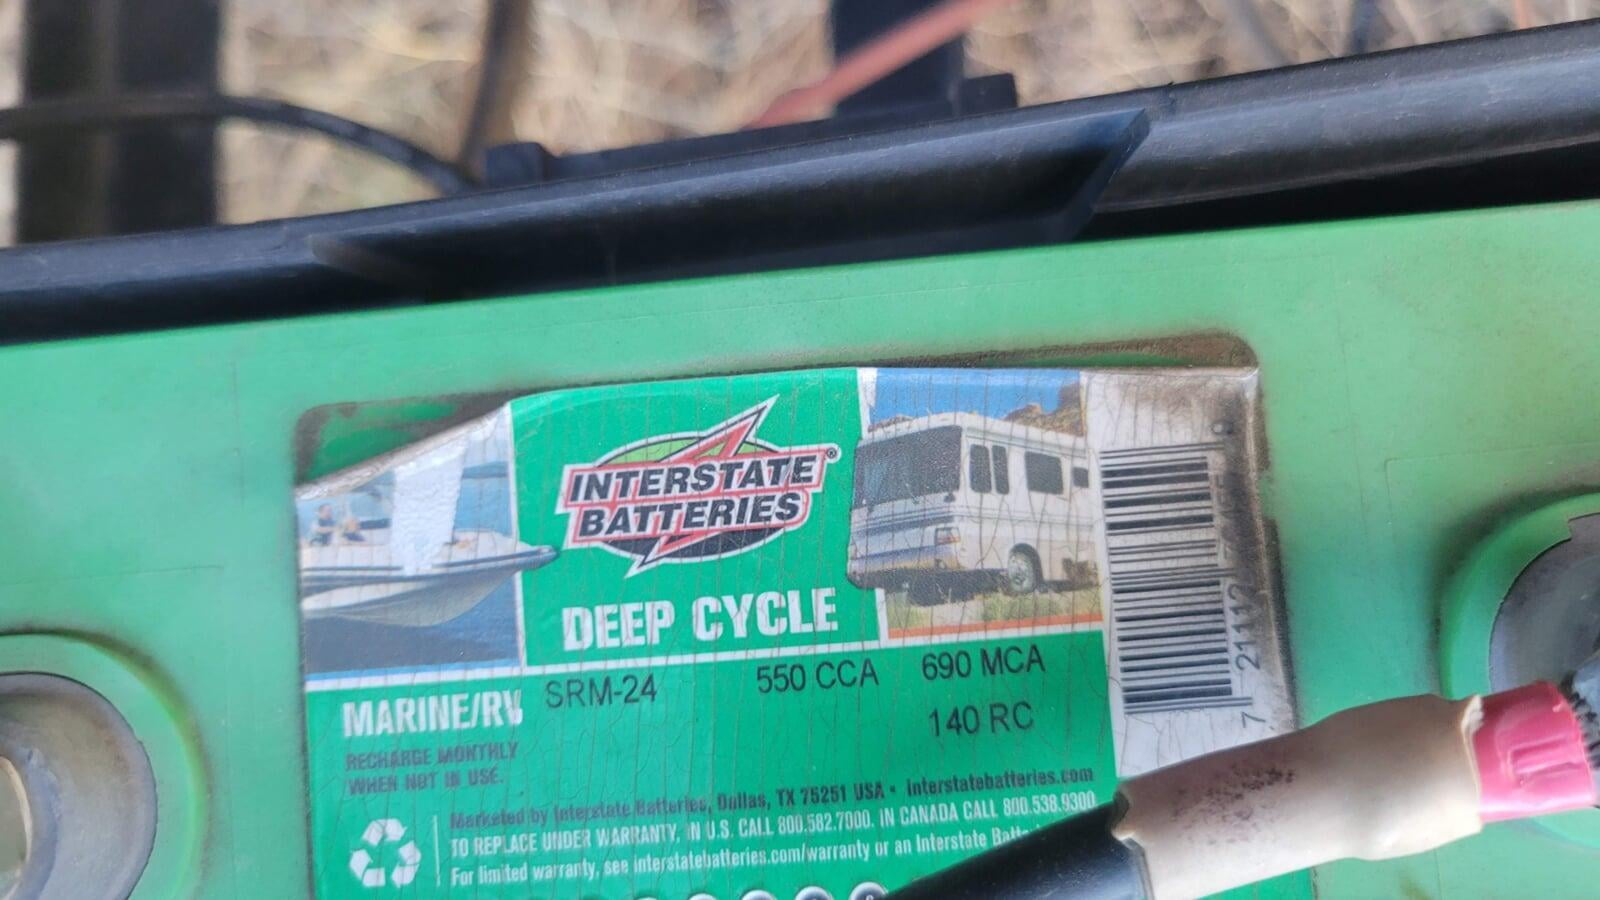 INTERSTATE
BATTERIES®
DEEP CYCLE
MARINE/RV SRM-24 550 CCA 690 MCA
140 RC
RECHARGE MONTHLY
WHEN NOT IN USE.
Marketed by Interstate Batteries, Dallas, TX 75251 USA • interstatebatteries.com
TO REPLACE UNDER WARRANTY, IN U.S. CALL 800.582.7000. IN CANADA CALL 800.538.9300
For limited warranty, see interstatebatteries.com/warranty or an Interstate
7 21112